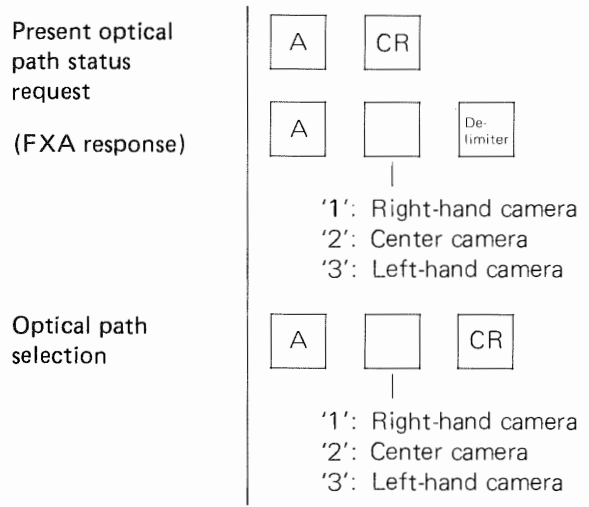 Present optical
path status
request
A CR
(FXA response)
A De-
limiter
'1': Right-hand camera
'2': Center camera
'3': Left-hand camera
Optical path
selection
A CR
'1': Right-hand camera
'2': Center camera
'3': Left-hand camera